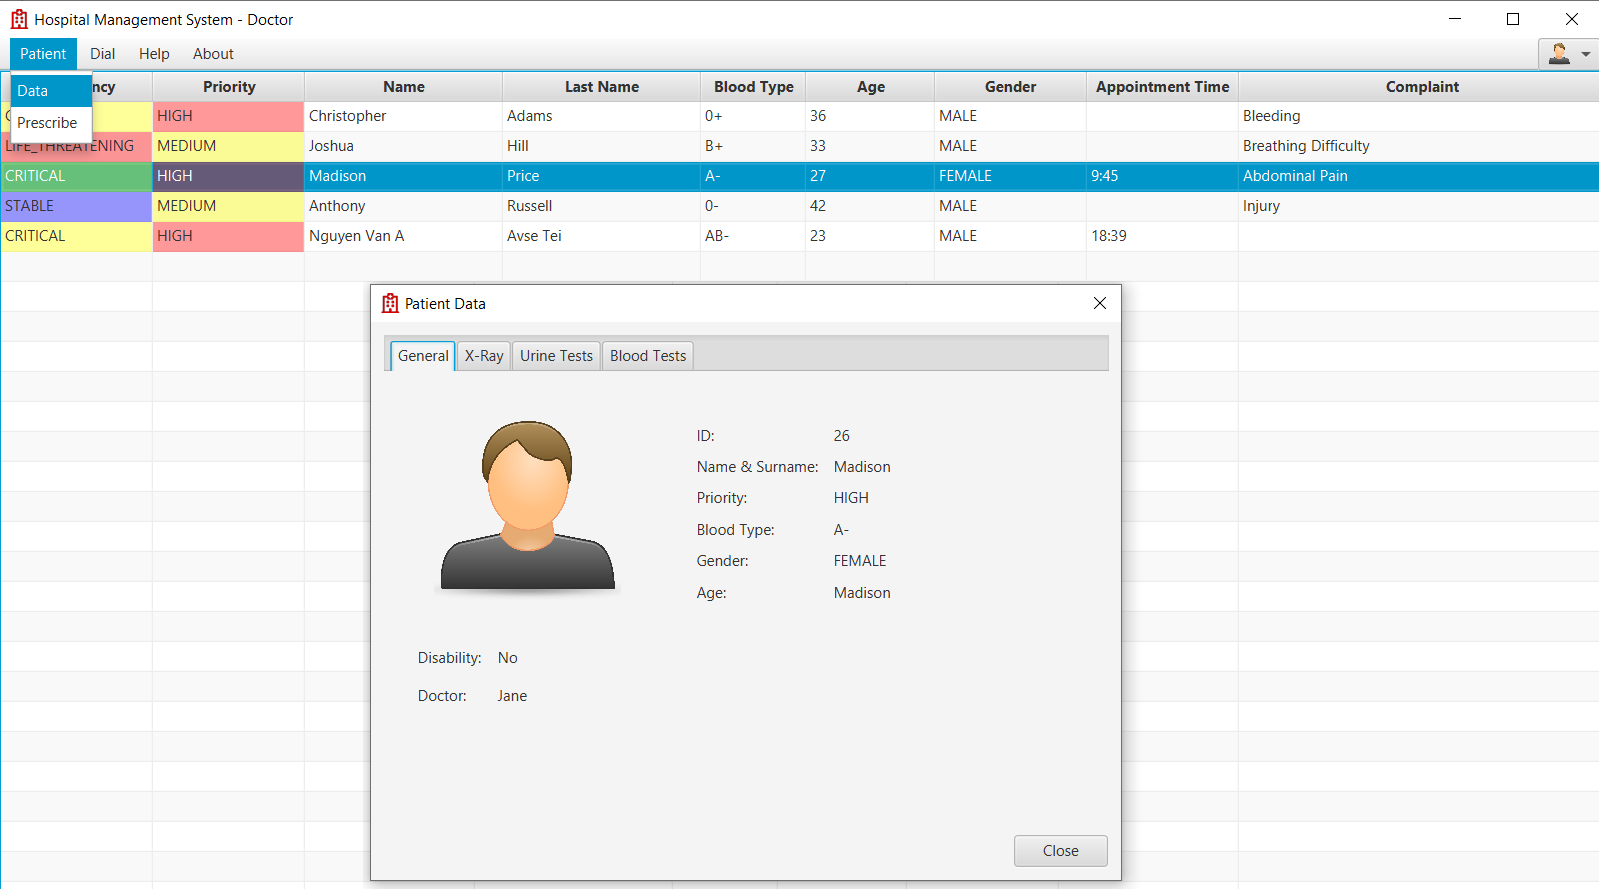 Hospital Management System - Doctor
Patient Dial Help About
Data
Prescribe
ncy Priority Name Last Name Blood Type Age Gender Appointment Time Complaint
C HIGH Christopher Adams 0+ 36 MALE Bleeding
LIFE_THREATENING MEDIUM Joshua Hill B+ 33 MALE Breathing Difficulty
CRITICAL HIGH Madison Price A- 27 FEMALE 9:45 Abdominal Pain
STABLE MEDIUM Anthony Russell 0- 42 MALE Injury
CRITICAL HIGH Nguyen Van A Avse Tei AB- 23 MALE 18:39
Patient Data
General X-Ray Urine Tests Blood Tests
ID: 26
Name & Surname: Madison
Priority: HIGH
Blood Type: A-
Gender: FEMALE
Age: Madison
Disability: No
Doctor: Jane
Close